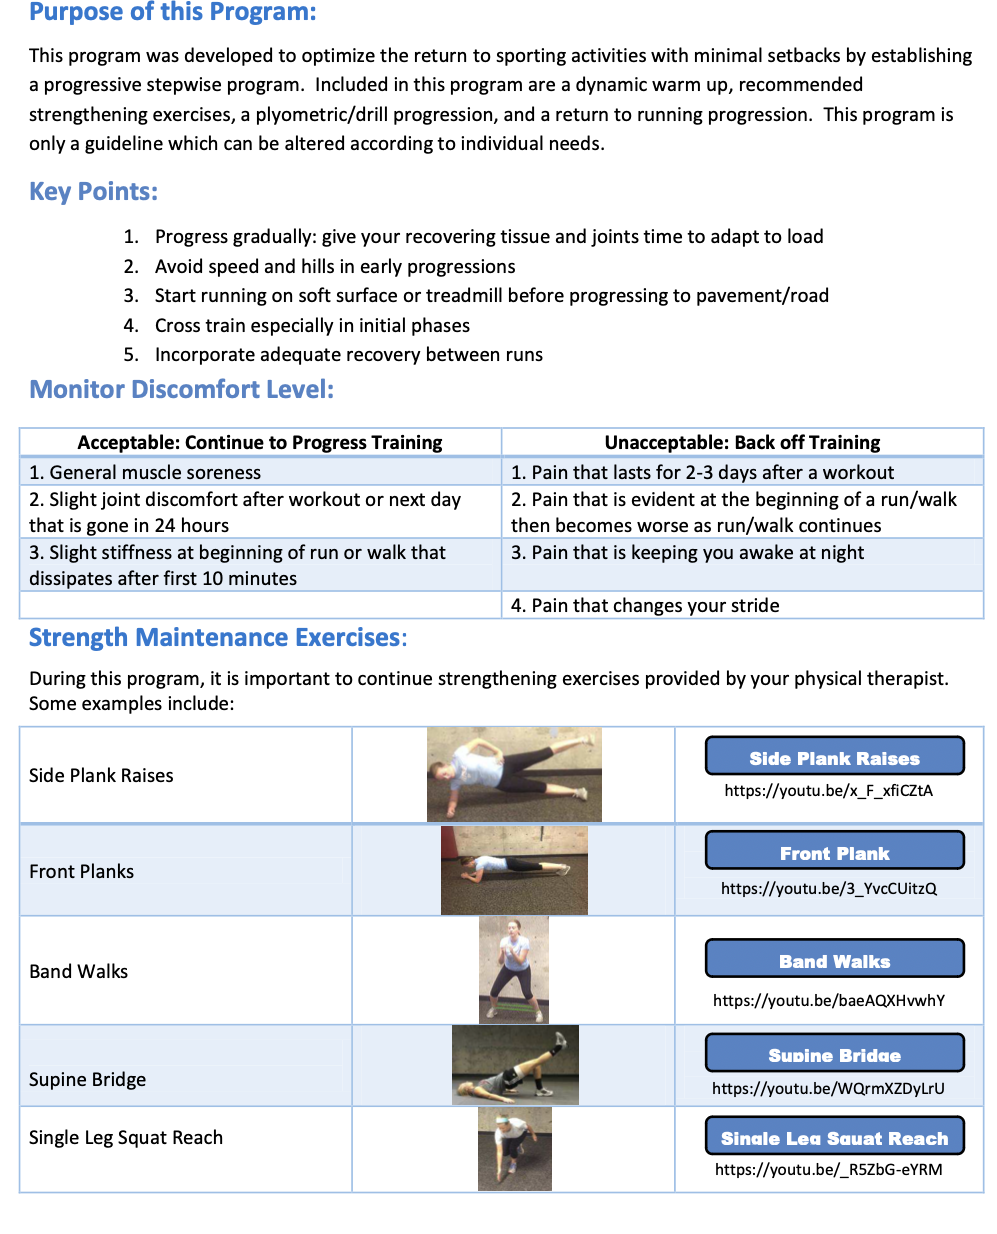 Purpose of this Program:
This program was developed to optimize the return to sporting activities with minimal setbacks by establishing
a progressive stepwise program.  Included in this program are a dynamic warm up, recommended
strengthening exercises, a plyometric/drill progression, and a return to running progression.  This program is
only a guideline which can be altered according to individual needs.
Key Points:
1. Progress gradually: give your recovering tissue and joints time to adapt to load
2. Avoid speed and hills in early progressions
3. Start running on soft surface or treadmill before progressing to pavement/road
4. Cross train especially in initial phases
5. Incorporate adequate recovery between runs
Monitor Discomfort Level:
Acceptable: Continue to Progress Training
Unacceptable: Back off Training
1. General muscle soreness
1. Pain that lasts for 2-3 days after a workout
2. Slight joint discomfort after workout or next day
that is gone in 24 hours
2. Pain that is evident at the beginning of a run/walk
then becomes worse as run/walk continues
3. Slight stiffness at beginning of run or walk that
dissipates after first 10 minutes
3. Pain that is keeping you awake at night
4. Pain that changes your stride
Strength Maintenance Exercises:
During this program, it is important to continue strengthening exercises provided by your physical therapist.
Some examples include:
Side Plank Raises
Side Plank Raises
https://youtu.be/x_F_xfiCZtA
Front Planks
Front Plank
https://youtu.be/3_YvcCUitzQ
Band Walks
Band Walks
https://youtu.be/baeAQXHvwhY
Supine Bridge
Supine Bridge
https://youtu.be/WQrmXZDyLrU
Single Leg Squat Reach
Single Leg Squat Reach
https://youtu.be/_R5ZbG-eYRM